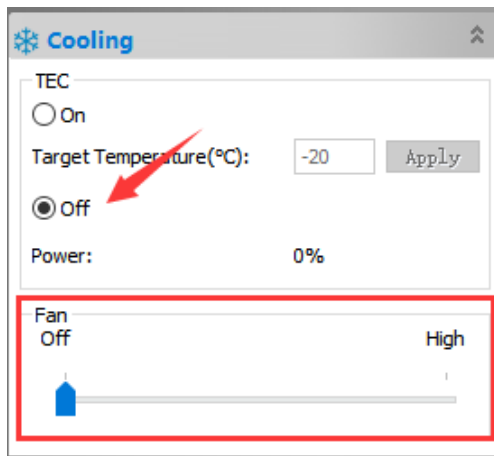 Cooling
TEC
On
Target Temperature(°C): -20 Apply
Off
Power: 0%
Fan
Off High